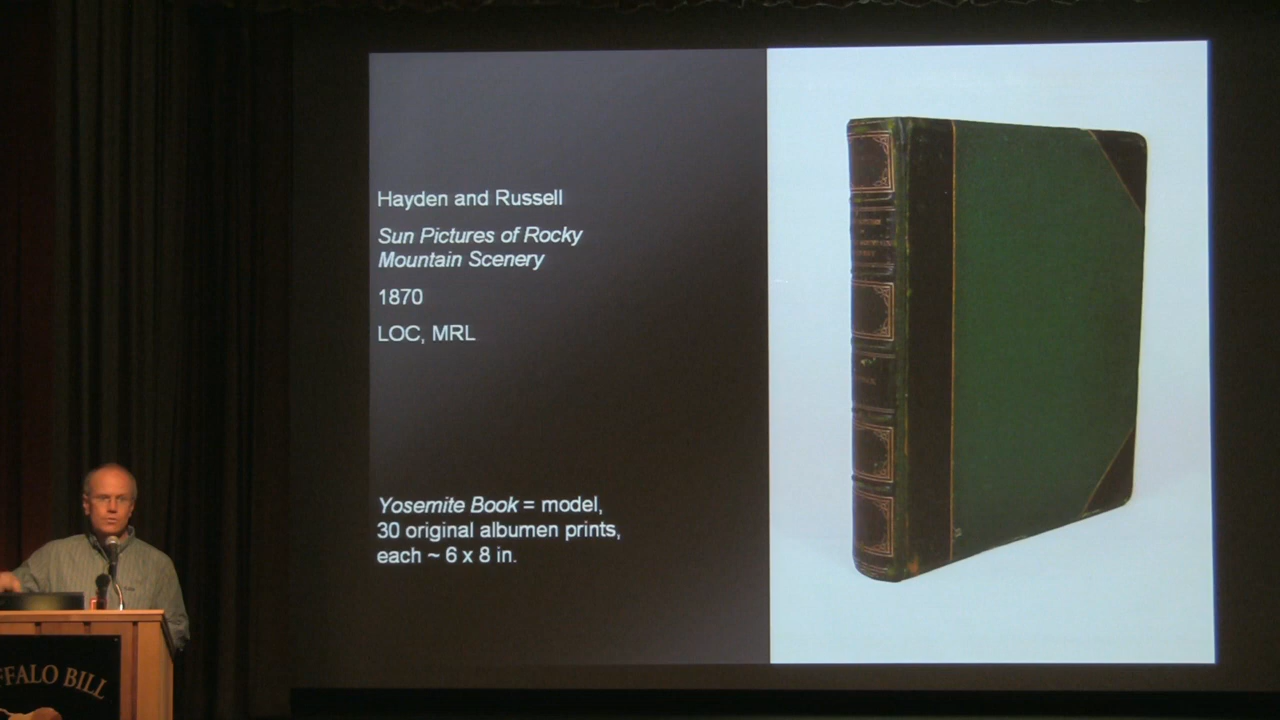 Hayden and Russell
Sun Pictures of Rocky
Mountain Scenery
1870
LOC, MRL
Yosemite Book = model,
30 original albumen prints,
each ~ 6 x 8 in.
FFALO BILL